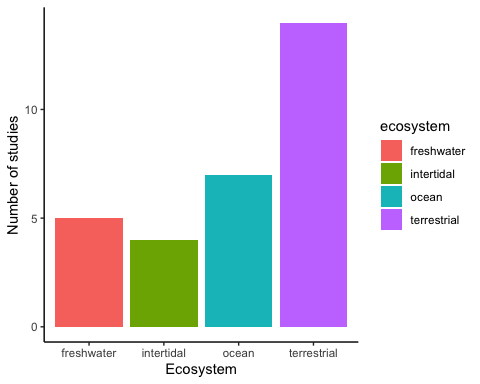 Number of studies
10
5
0
freshwater
intertidal
ocean
terrestrial
Ecosystem
ecosystem
freshwater
intertidal
ocean
terrestrial